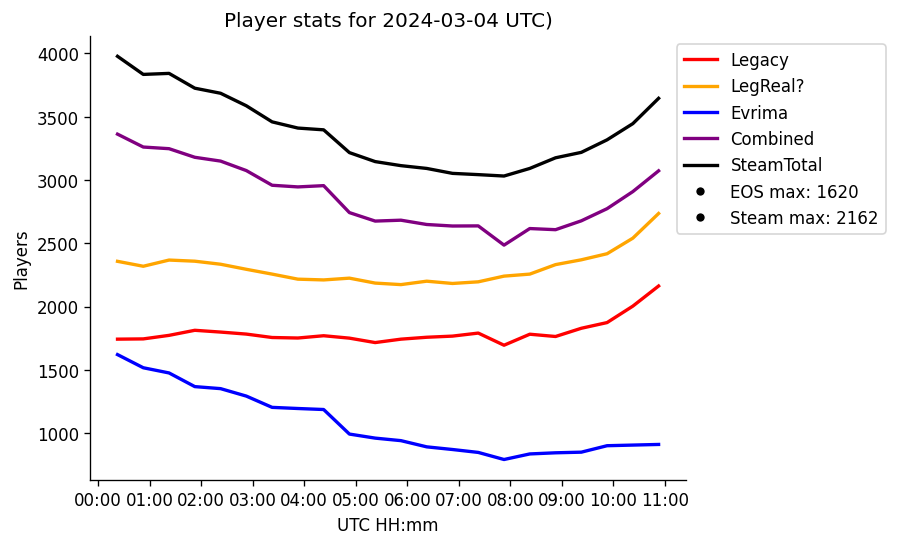 Player stats for 2024-03-04 UTC)
Legacy
LegReal?
Evrima
Combined
SteamTotal
EOS max: 1620
Steam max: 2162
Players
4000
3500
3000
2500
2000
1500
1000
00:00 01:00 02:00 03:00 04:00 05:00 06:00 07:00 08:00 09:00 10:00 11:00
UTC HH:mm